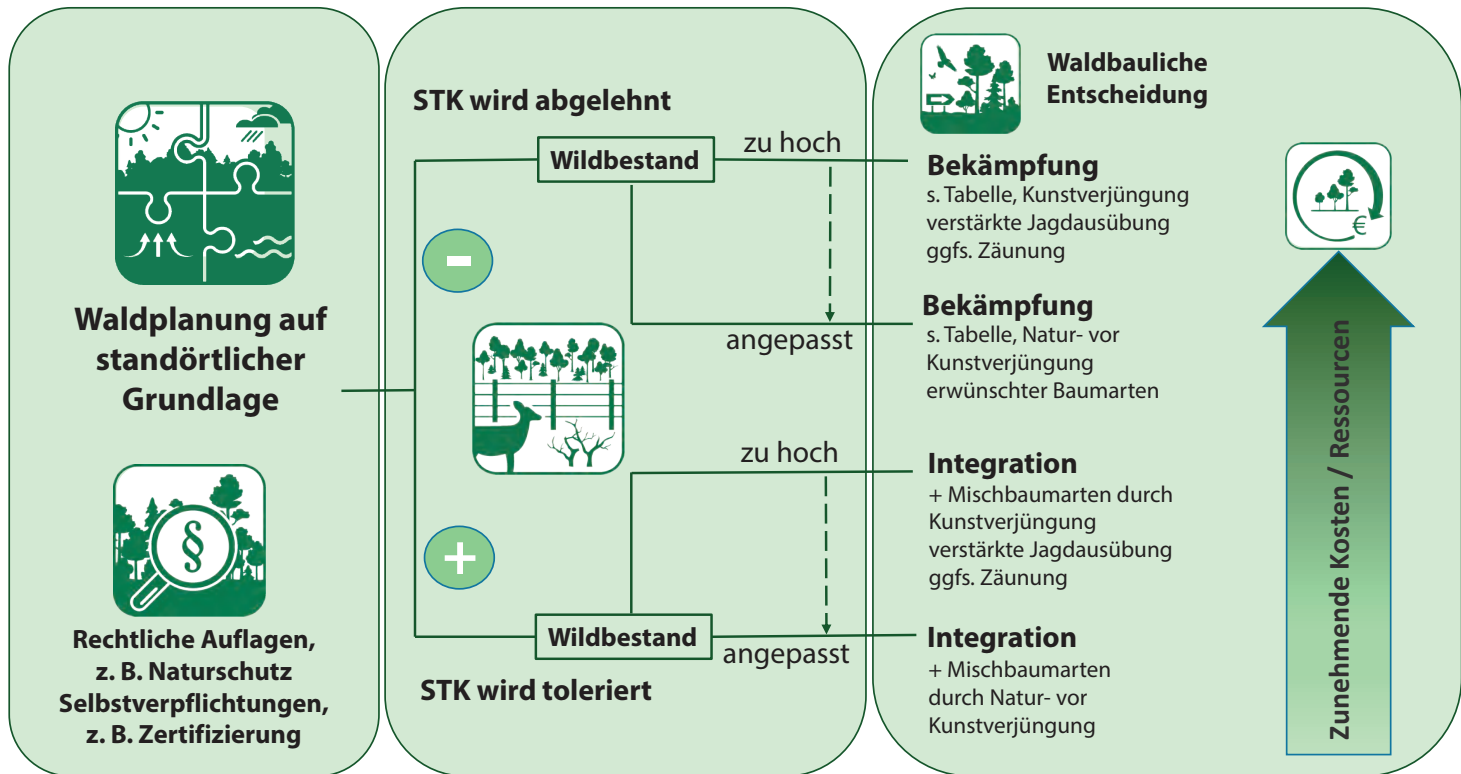 Waldplanung auf
standörtlicher
Grundlage
§
Rechtliche Auflagen,
z. B. Naturschutz
Selbstverpflichtungen,
z. B. Zertifizierung
STK wird abgelehnt
Wildbestand
zu hoch
angepasst
zu hoch
Wildbestand
angepasst
STK wird toleriert
Waldbauliche
Entscheidung
Bekämpfung
s. Tabelle, Kunstverjüngung
verstärkte Jagdausübung
ggfs. Zäunung
Bekämpfung
s. Tabelle, Natur- vor
Kunstverjüngung
erwünschter Baumarten
Integration
+ Mischbaumarten durch
Kunstverjüngung
verstärkte Jagdausübung
ggfs. Zäunung
Integration
+ Mischbaumarten
durch Natur- vor
Kunstverjüngung
€
Zunehmende Kosten / Ressourcen